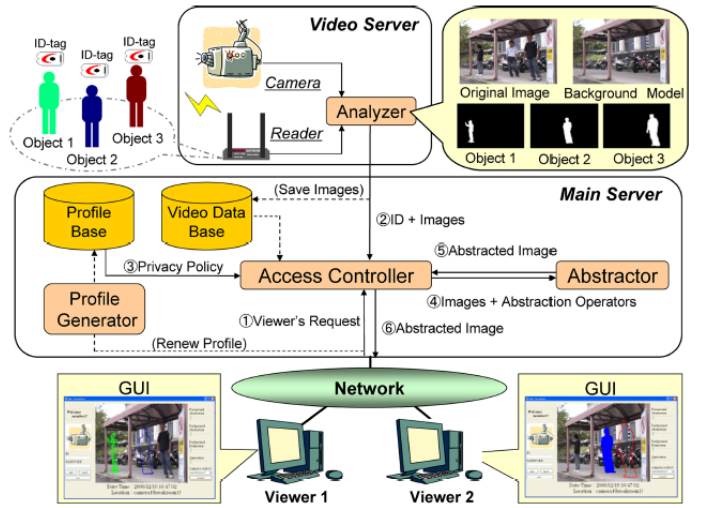 Video Server
ID-tag
ID-tag
ID-tag
Object 1
Object 2
Object 3
Camera
Reader
Analyzer
Original Image
Background Model
Object 1
Object 2
Object 3
Main Server
(Save Images)
Profile
Base
Video Data
Base
②ID + Images
③Privacy Policy
⑤Abstracted Image
Access Controller
Abstractor
④Images + Abstraction Operators
Profile
Generator
①Viewer's Request
⑥Abstracted Image
(Renew Profile)
Network
GUI
GUI
Viewer 1
Viewer 2